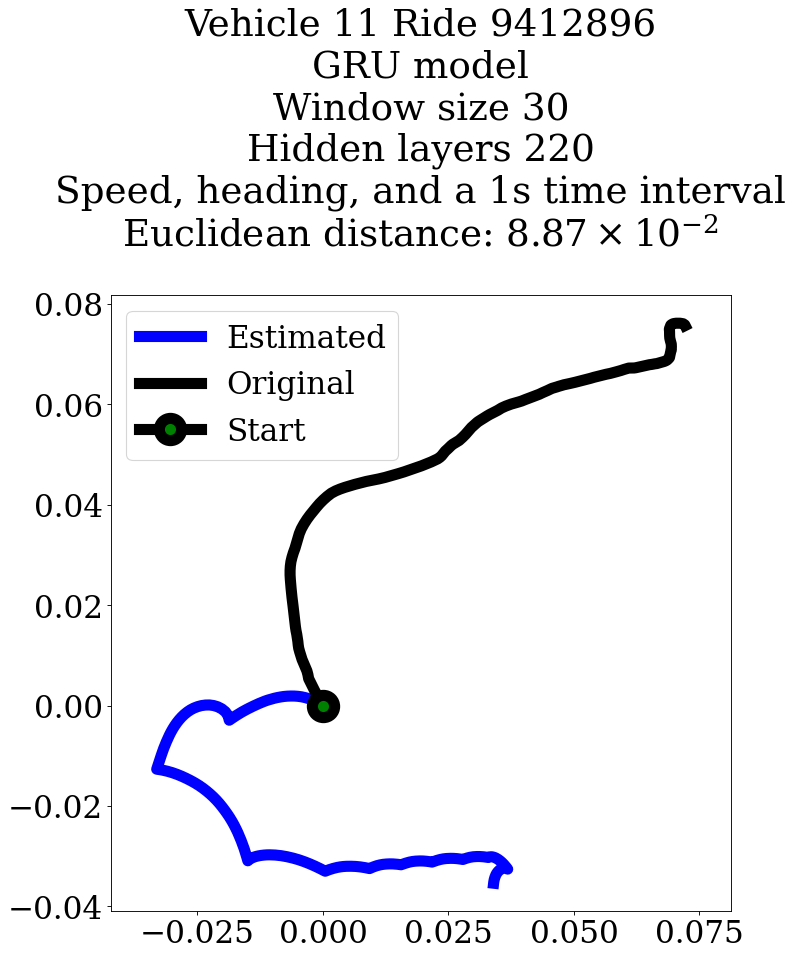 Vehicle 11 Ride 9412896
GRU model
Window size 30
Hidden layers 220
Speed, heading, and a 1s time interval
Euclidean distance: 8.87 × 10⁻²
Estimated
Original
Start
0.08
0.06
0.04
0.02
0.00
−0.02
−0.04
−0.025 0.000 0.025 0.050 0.075